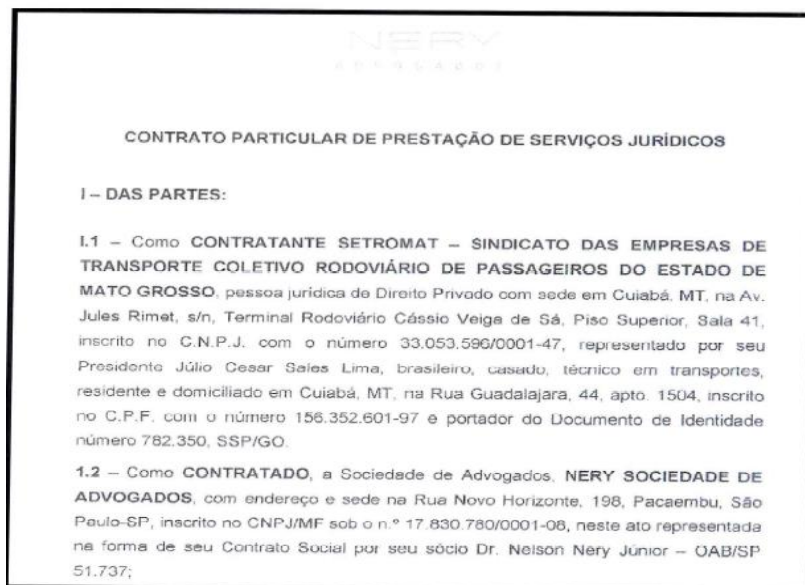 NERY
ADVOGADOS
CONTRATO PARTICULAR DE PRESTAÇÃO DE SERVIÇOS JURÍDICOS
I – DAS PARTES:
I.1 – Como CONTRATANTE SETROMAT – SINDICATO DAS EMPRESAS DE
TRANSPORTE COLETIVO RODOVIÁRIO DE PASSAGEIROS DO ESTADO DE
MATO GROSSO, pessoa jurídica de Direito Privado com sede em Cuiabá, MT, na Av.
Jules Rimet, s/n, Terminal Rodoviário Cássio Veiga de Sá, Piso Superior, Sala 41,
inscrito no C.N.P.J. com o número 33.053.596/0001-47, representado por seu
Presidente Júlio Cesar Sales Lima, brasileiro, casado, técnico em transportes,
residente e domiciliado em Cuiabá, MT, na Rua Guadalajara, 44, apto. 1504, inscrito
no C.P.F. com o número 156.352.601-97 e portador do Documento de Identidade
número 782.350, SSP/GO.
1.2 – Como CONTRATADO, a Sociedade de Advogados, NERY SOCIEDADE DE
ADVOGADOS, com endereço e sede na Rua Novo Horizonte, 198, Pacaembu, São
Paulo-SP, inscrito no CNPJ/MF sob o n.º 17.830.780/0001-08, neste ato representada
na forma de seu Contrato Social por seu sócio Dr. Nelson Nery Júnior – OAB/SP
51.737;